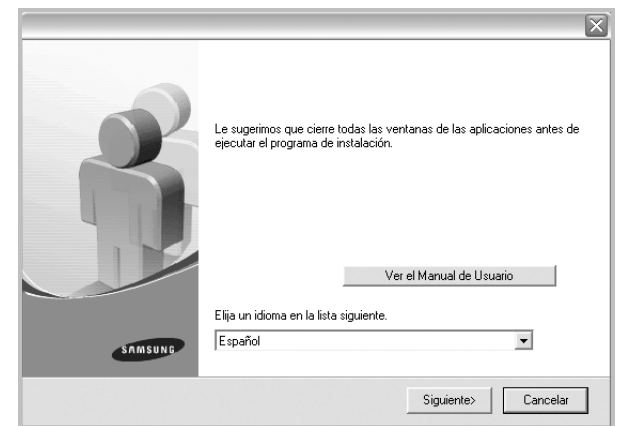 Le sugerimos que cierre todas las ventanas de las aplicaciones antes de
ejecutar el programa de instalación.
Ver el Manual de Usuario
Elija un idioma en la lista siguiente.
Español
SAMSUNG
Siguiente>
Cancelar